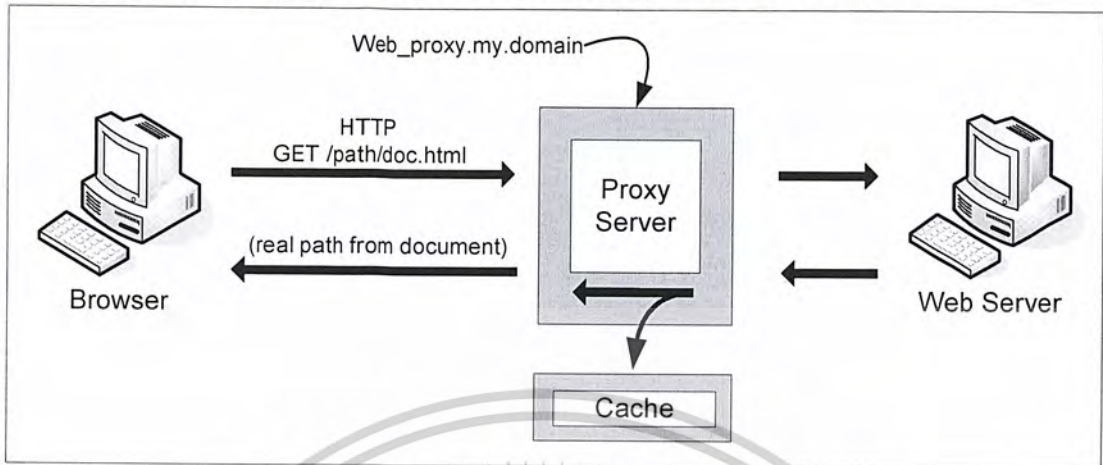 Web_proxy.my.domain
HTTP
GET /path/doc.html
Proxy
Server
(real path from document)
Browser
Web Server
Cache